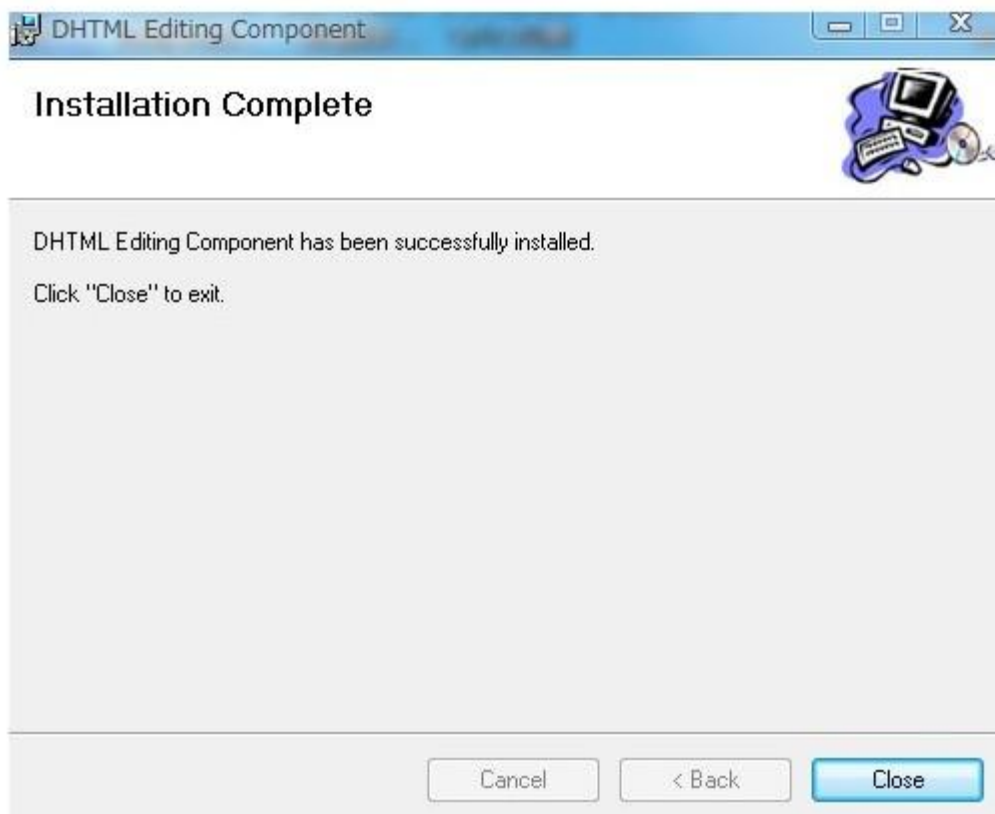 DHTML Editing Component
Installation Complete
DHTML Editing Component has been successfully installed.
Click "Close" to exit.
Cancel
< Back
Close